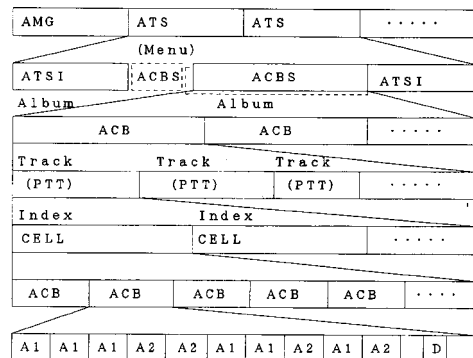 AMG ATS ATS ·····
(Menu)
ATSI ACBS ACBS ATSI
Album Album
ACB ACB ·····
Track Track Track
(PTT) (PTT) (PTT) ·····
Index Index
CELL CELL ·····
ACB ACB ACB ACB ACB ····
A1 A1 A1 A2 A2 A1 A1 A2 A1 A2 D